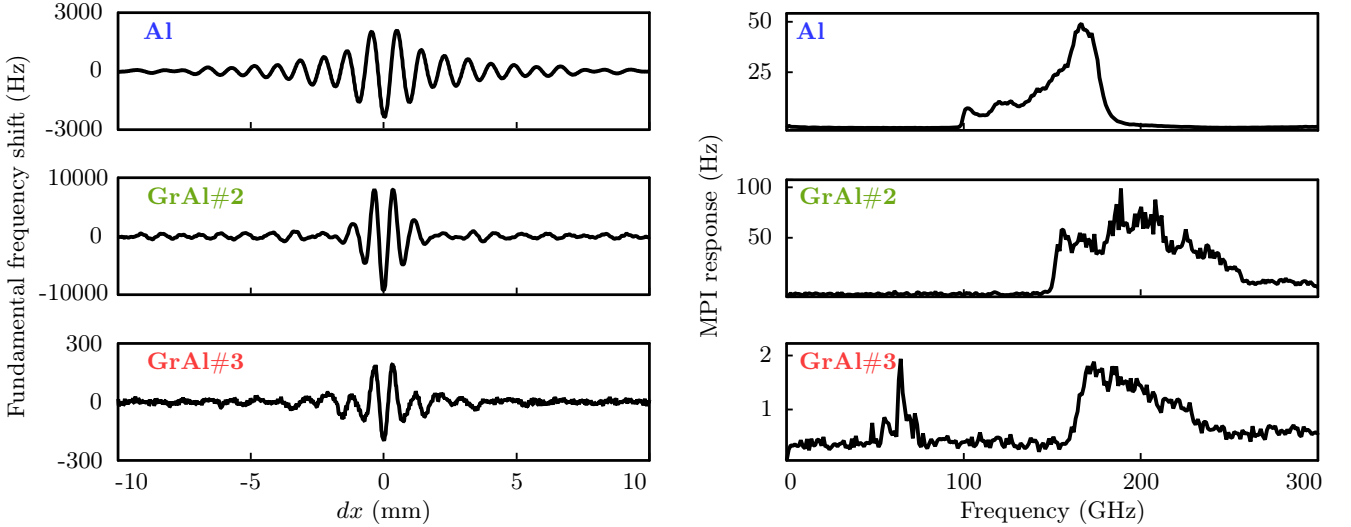 Fundamental frequency shift (Hz)
3000
0
-3000
Al
10000
0
-10000
GrAl#2
300
0
-300
GrAl#3
-10
-5
0
5
10
dx (mm)
MPI response (Hz)
50
25
Al
100
50
GrAl#2
2
1
GrAl#3
0
100
200
300
Frequency (GHz)